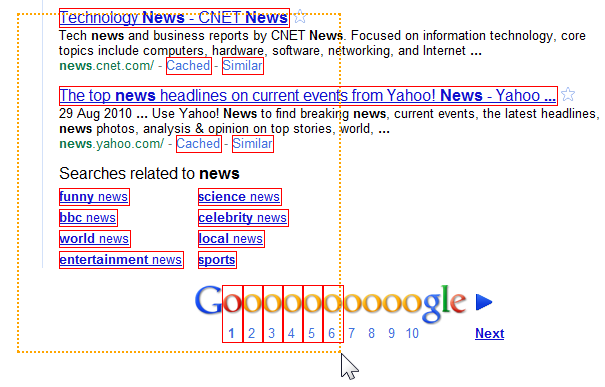 Technology News - CNET News
Tech news and business reports by CNET News. Focused on information technology, core
topics include computers, hardware, software, networking, and Internet ...
news.cnet.com/ - Cached - Similar
The top news headlines on current events from Yahoo! News - Yahoo ...
29 Aug 2010 ... Use Yahoo! News to find breaking news, current events, the latest headlines,
news photos, analysis & opinion on top stories, world, ...
news.yahoo.com/ - Cached - Similar
Searches related to news
funny news science news
bbc news celebrity news
world news local news
entertainment news sports
Goooooooooogle
1 2 3 4 5 6 7 8 9 10 Next